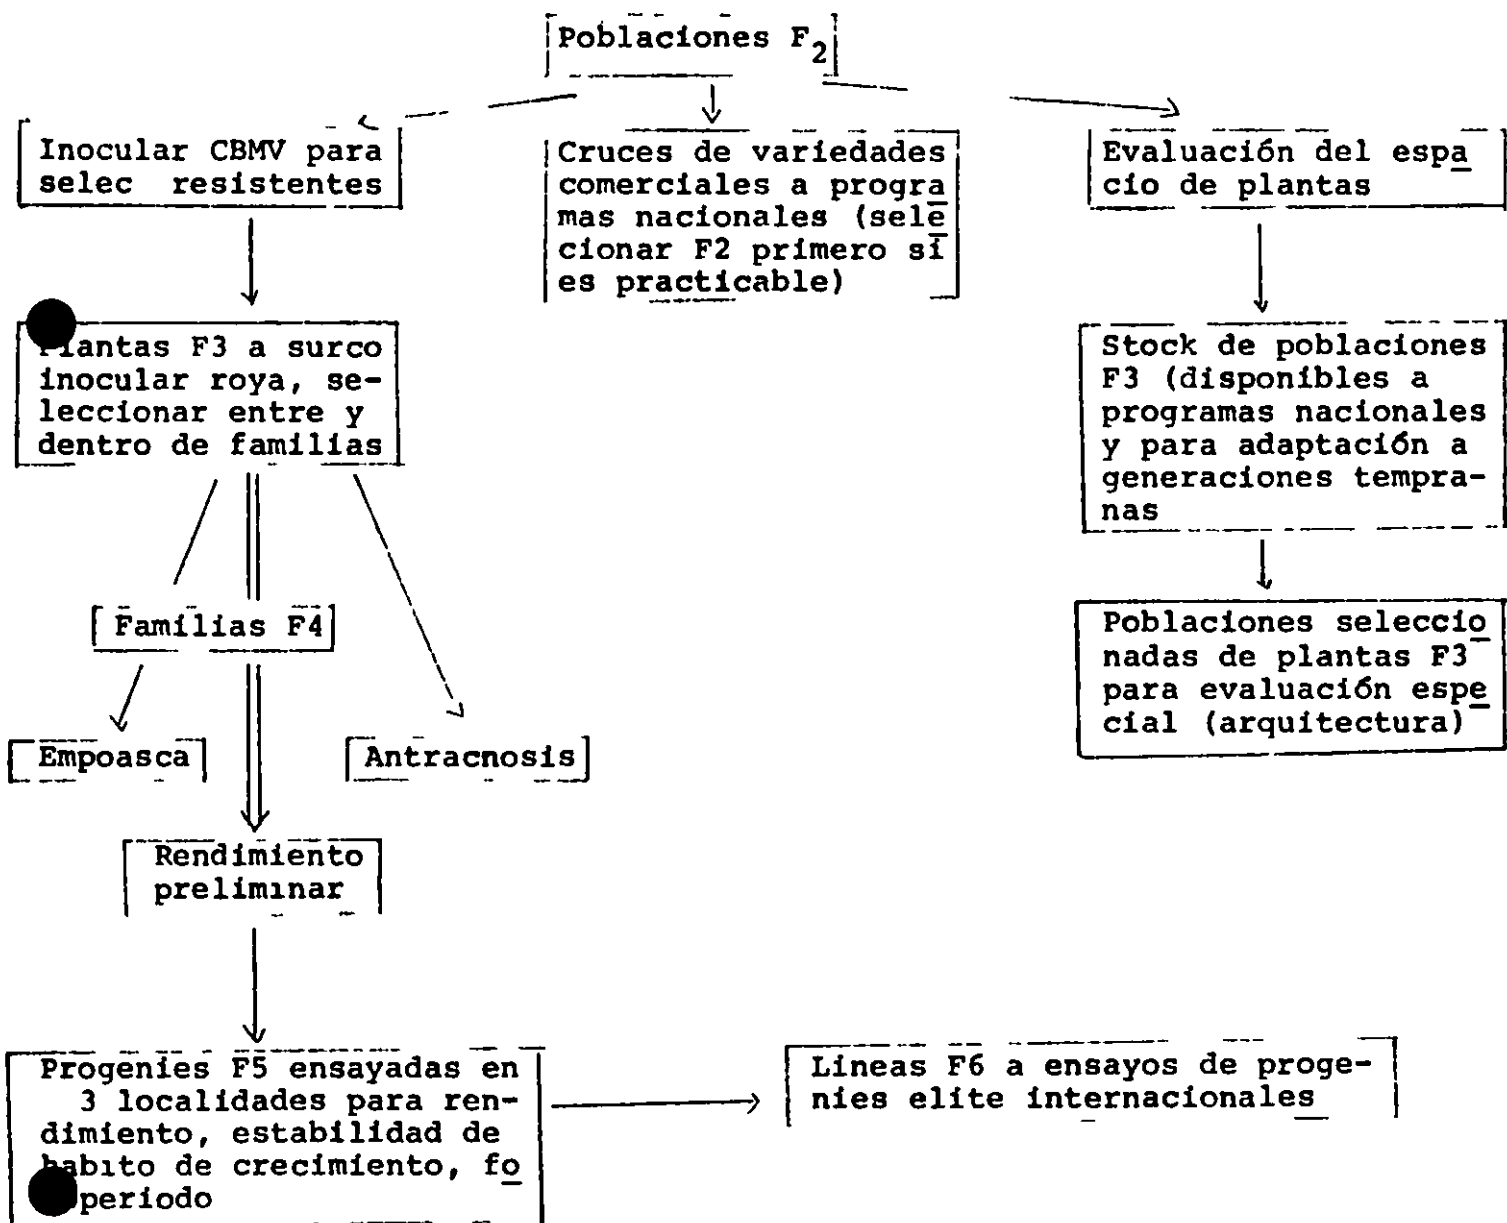 Poblaciones F2
Inocular CBMV para
selec resistentes
Cruces de variedades
comerciales a progra
mas nacionales (sele
cionar F2 primero si
es practicable)
Evaluación del espa
cio de plantas
Plantas F3 a surco
inocular roya, se-
leccionar entre y
dentro de familias
Stock de poblaciones
F3 (disponibles a
programas nacionales
y para adaptación a
generaciones tempra-
nas
Familias F4
Poblaciones seleccio
nadas de plantas F3
para evaluación espe
cial (arquitectura)
Empoasca
Antracnosis
Rendimiento
preliminar
Progenies F5 ensayadas en
3 localidades para ren-
dimiento, estabilidad de
habito de crecimiento, fo
periodo
Lineas F6 a ensayos de proge-
nies elite internacionales